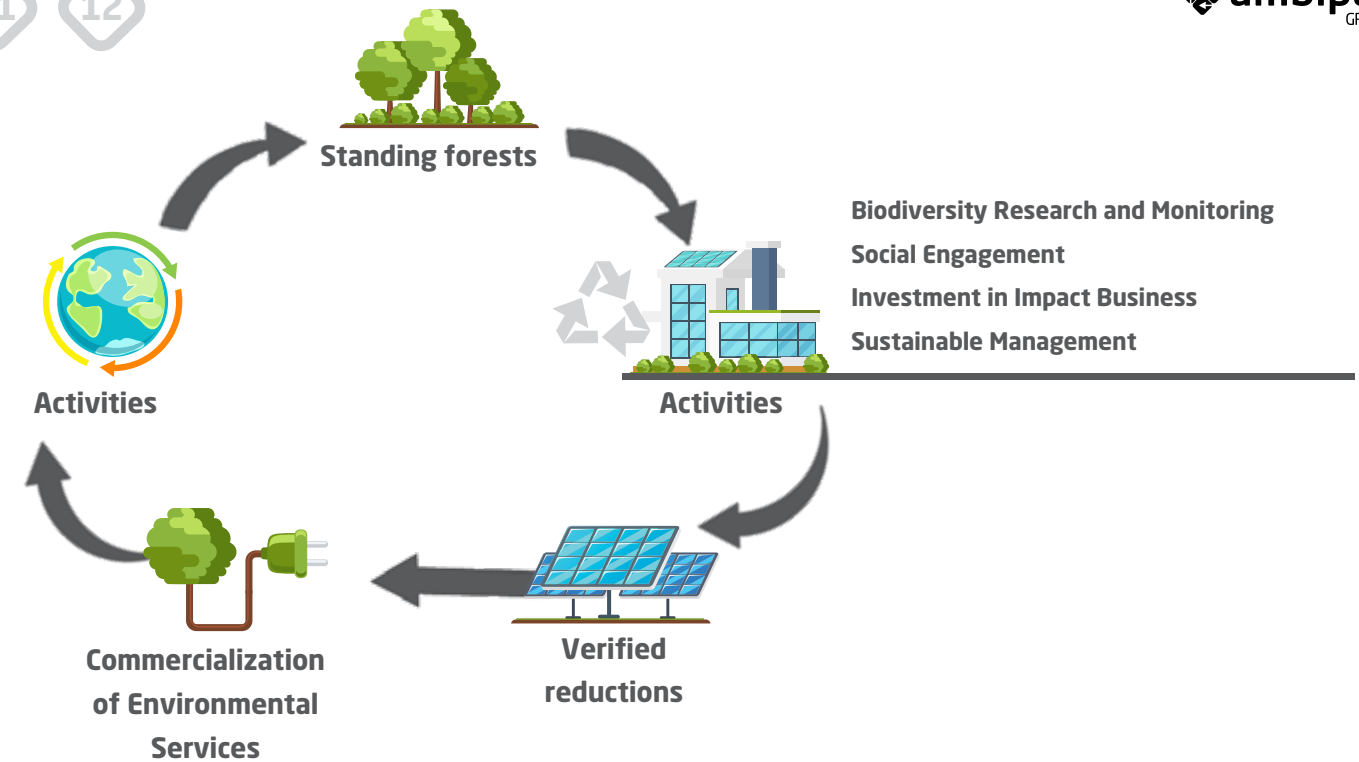 12
Standing forests
Biodiversity Research and Monitoring
Social Engagement
Investment in Impact Business
Sustainable Management
Activities
Activities
Commercialization
of Environmental
Services
Verified
reductions